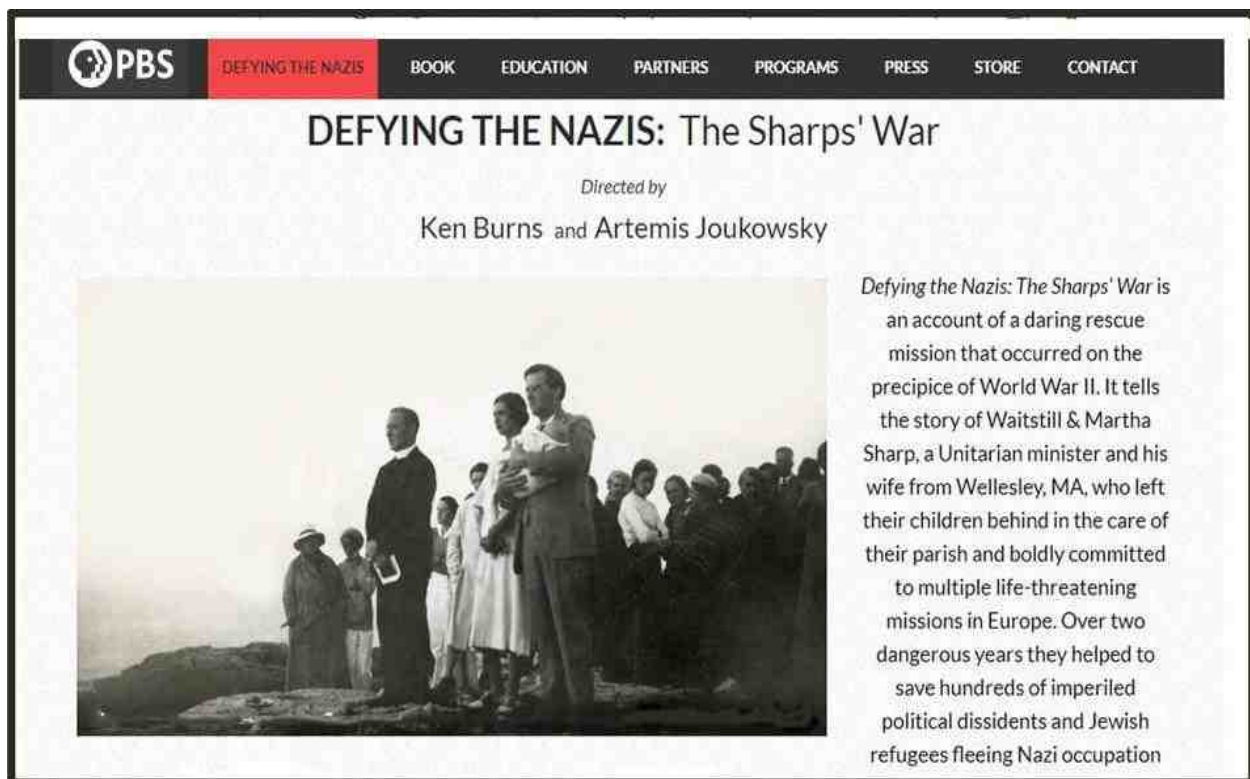 PBS
DEFYING THE NAZIS BOOK EDUCATION PARTNERS PROGRAMS PRESS STORE CONTACT
DEFYING THE NAZIS: The Sharps' War
Directed by
Ken Burns and Artemis Joukowsky
Defying the Nazis: The Sharps' War is
an account of a daring rescue
mission that occurred on the
precipice of World War II. It tells
the story of Waitstill & Martha
Sharp, a Unitarian minister and his
wife from Wellesley, MA, who left
their children behind in the care of
their parish and boldly committed
to multiple life-threatening
missions in Europe. Over two
dangerous years they helped to
save hundreds of imperiled
political dissidents and Jewish
refugees fleeing Nazi occupation